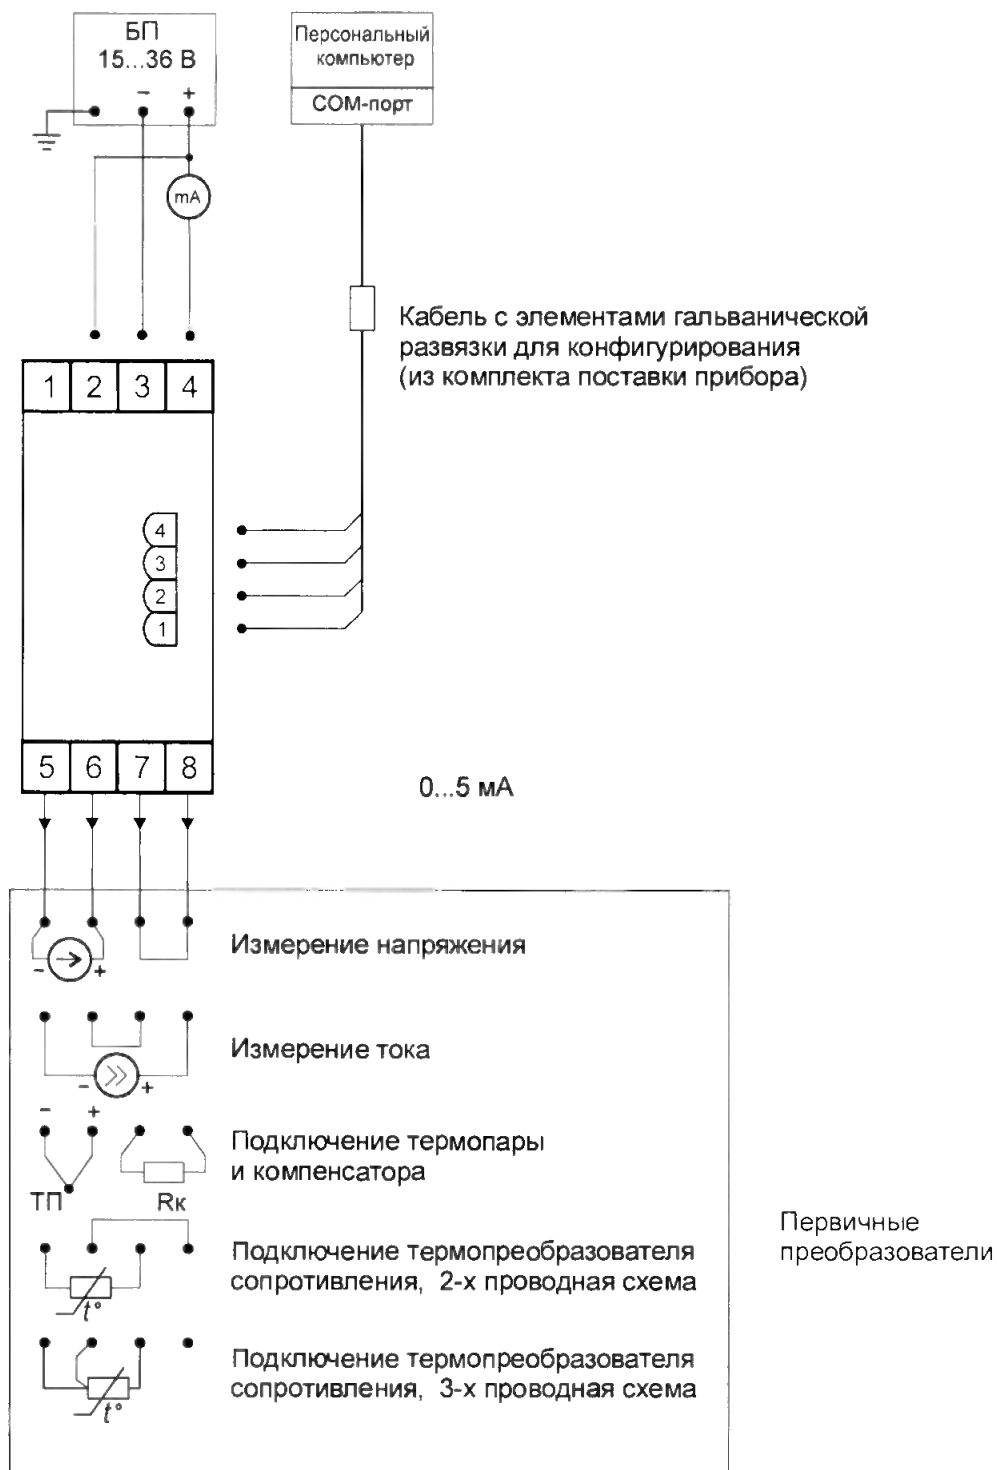 БП
15...36 В
- +
Персональный
компьютер
COM-порт
mA
Кабель с элементами гальванической
развязки для конфигурирования
(из комплекта поставки прибора)
1 2 3 4
4
3
2
1
5 6 7 8
0...5 мА
Измерение напряжения
- +
Измерение тока
- +
- +
Подключение термопары
и компенсатора
ТП Rк
Первичные
преобразователи
Подключение термопреобразователя
сопротивления, 2-х проводная схема
t°
Подключение термопреобразователя
сопротивления, 3-х проводная схема
t°